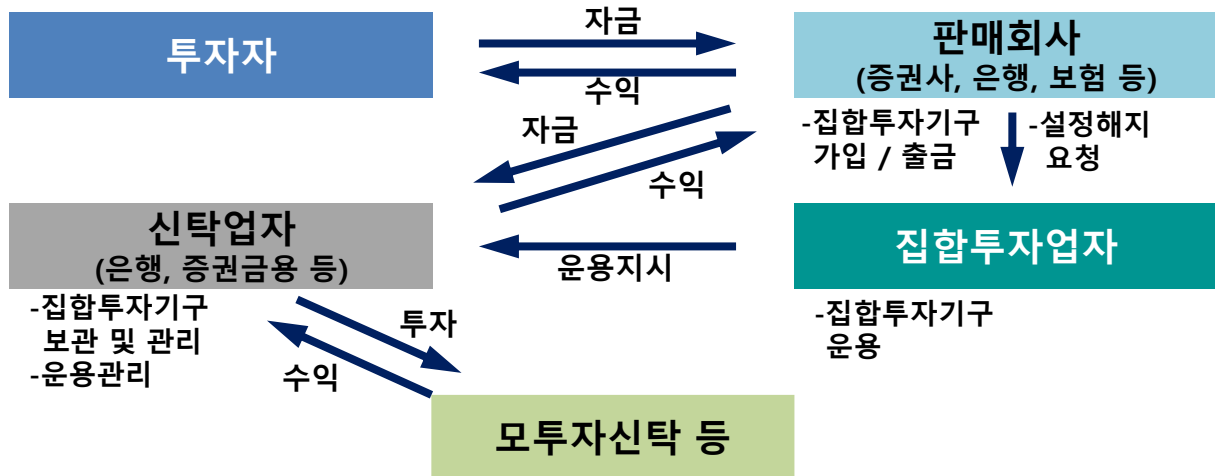 투자자
자금
수익
판매회사
(증권사, 은행, 보험 등)
-집합투자기구
가입 / 출금
-설정해지
요청
자금
수익
신탁업자
(은행, 증권금용 등)
운용지시
집합투자업자
-집합투자기구
보관 및 관리
-운용관리
투자
수익
-집합투자기구
운용
모투자신탁 등